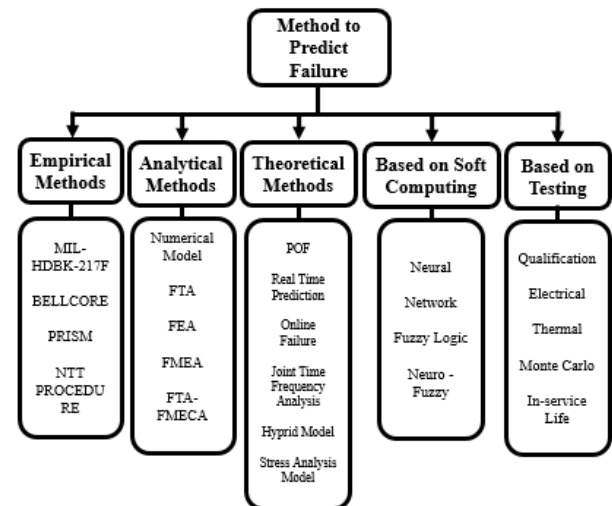 Method to
Predict
Failure
Empirical
Methods
Analytical
Methods
Theoretical
Methods
Based on Soft
Computing
Based on
Testing
MIL-
HDBK-217F
BELLCORE
PRISM
NTT
PROCEDU
RE
Numerical
Model
FTA
FEA
FMEA
FTA-
FMECA
POF
Real Time
Prediction
Online
Failure
Joint Time
Frequency
Analysis
Hyprid Model
Stress Analysis
Model
Neural
Network
Fuzzy Logic
Neuro -
Fuzzy
Qualification
Electrical
Thermal
Monte Carlo
In-service
Life